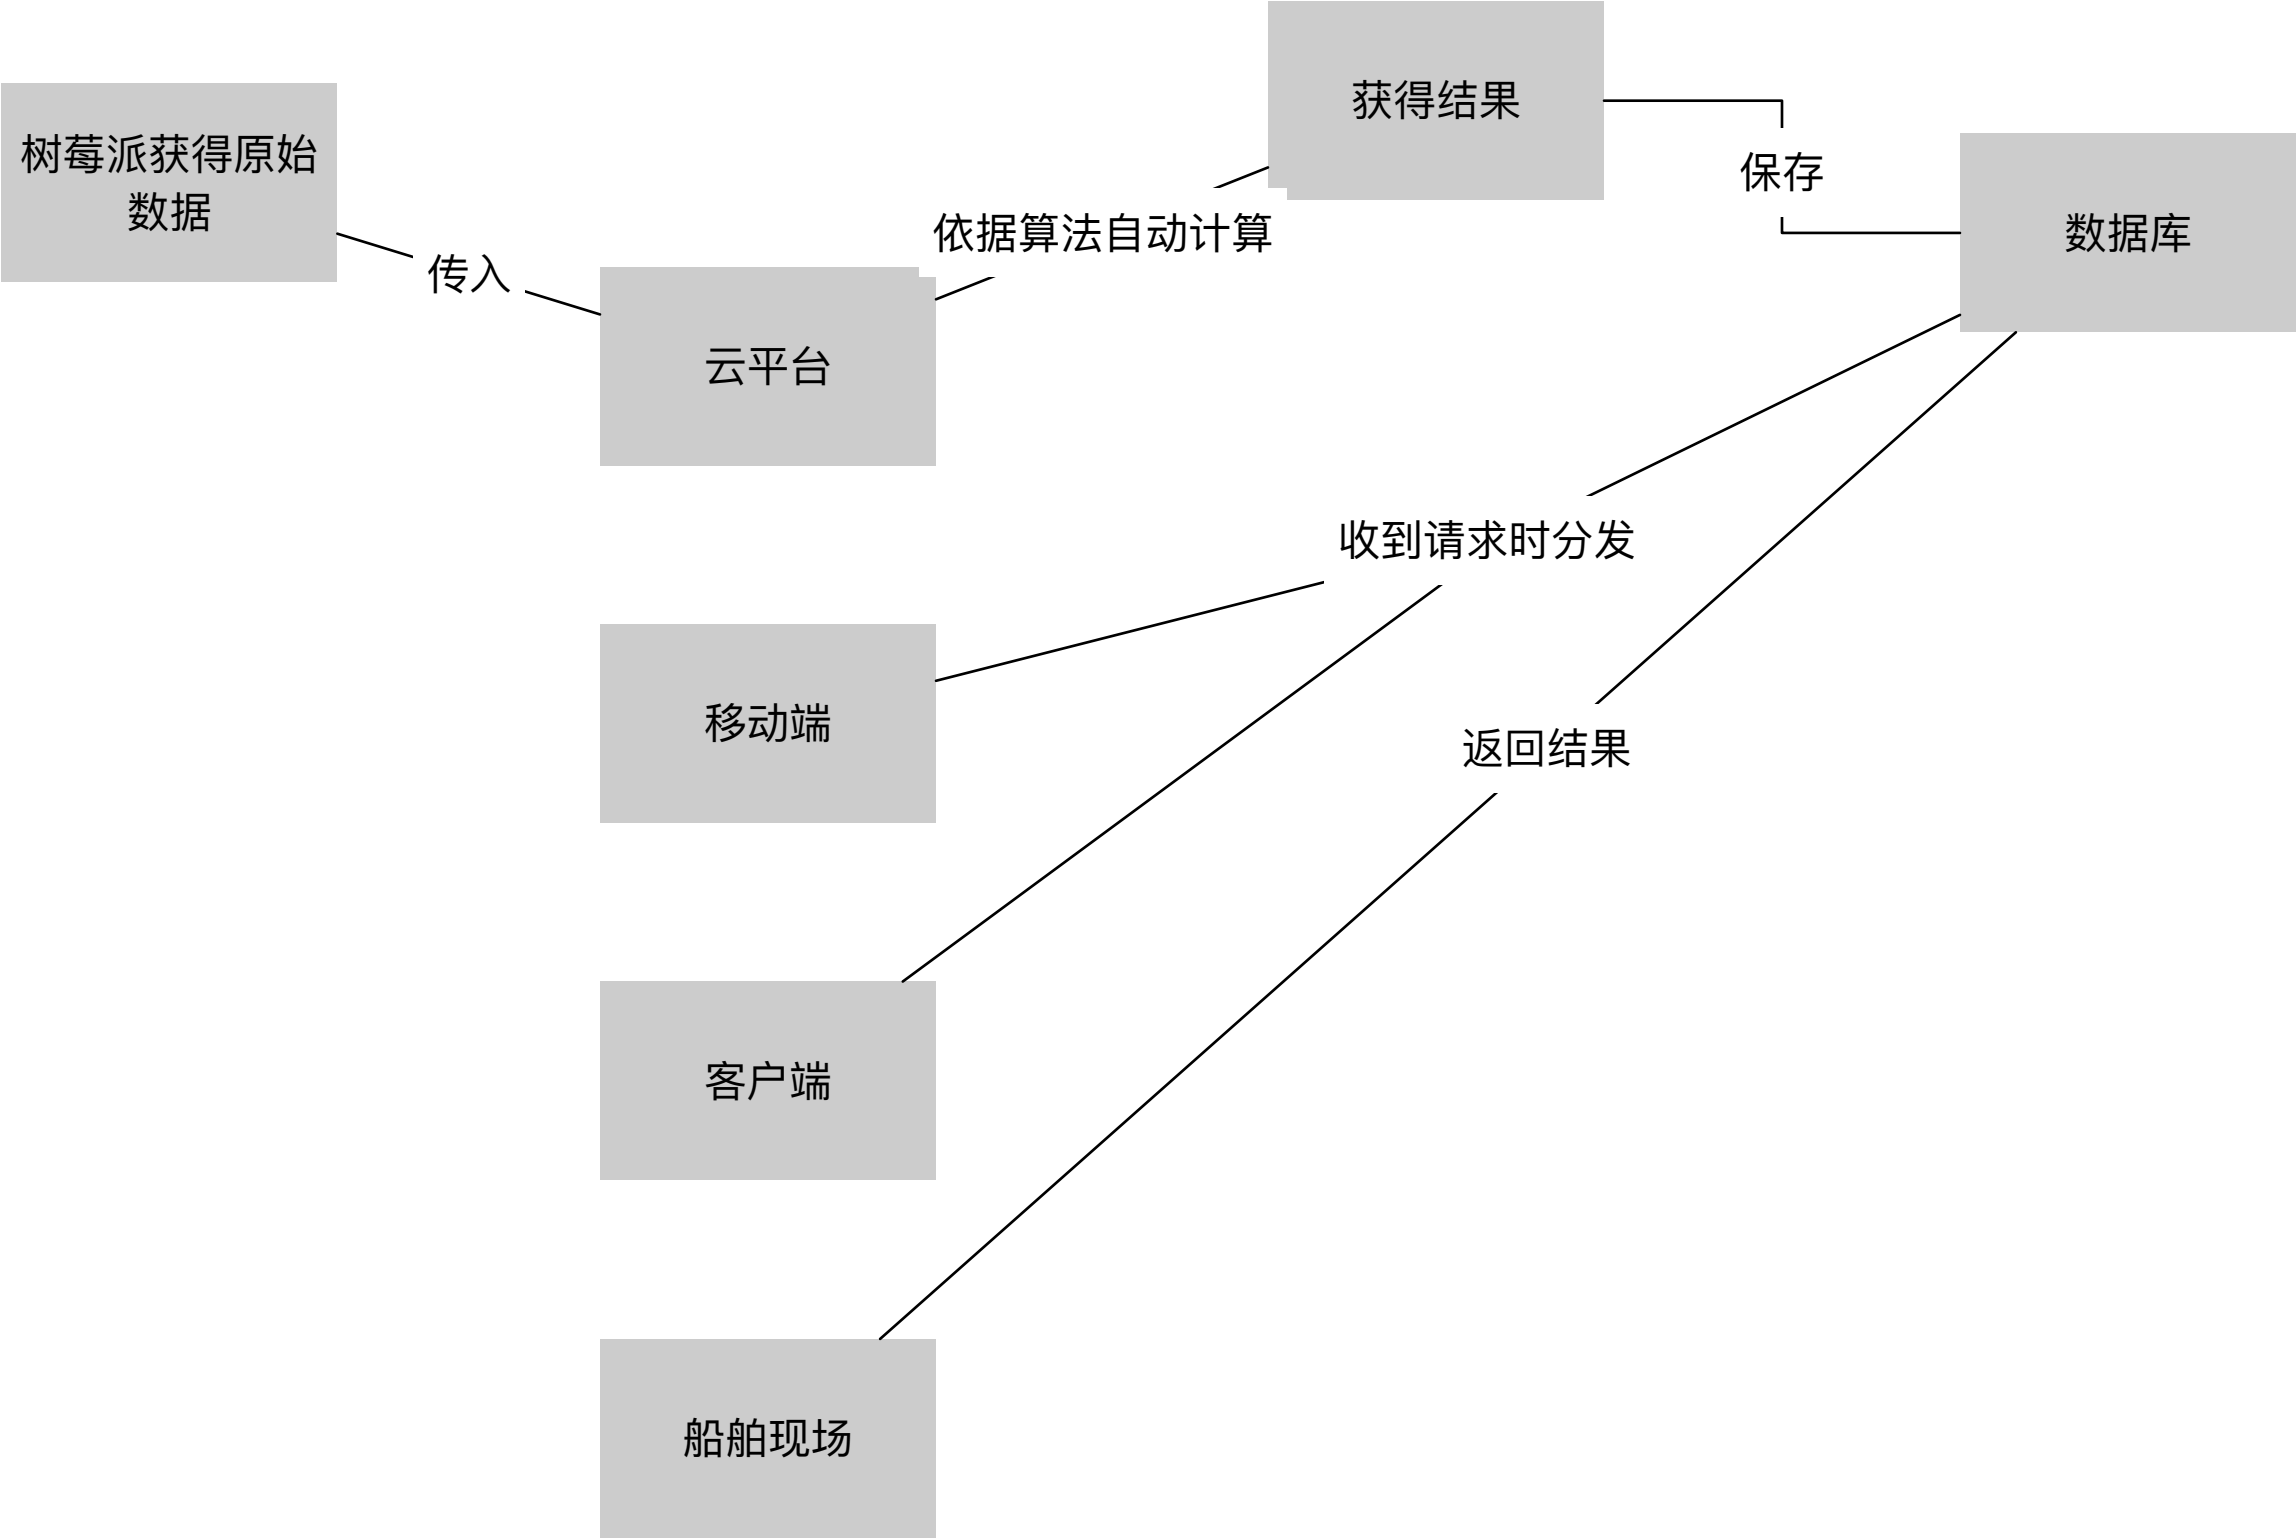 获得结果
树莓派获得原始
数据
保存
依据算法自动计算
数据库
传入
云平台
收到请求时分发
移动端
返回结果
客户端
船舶现场